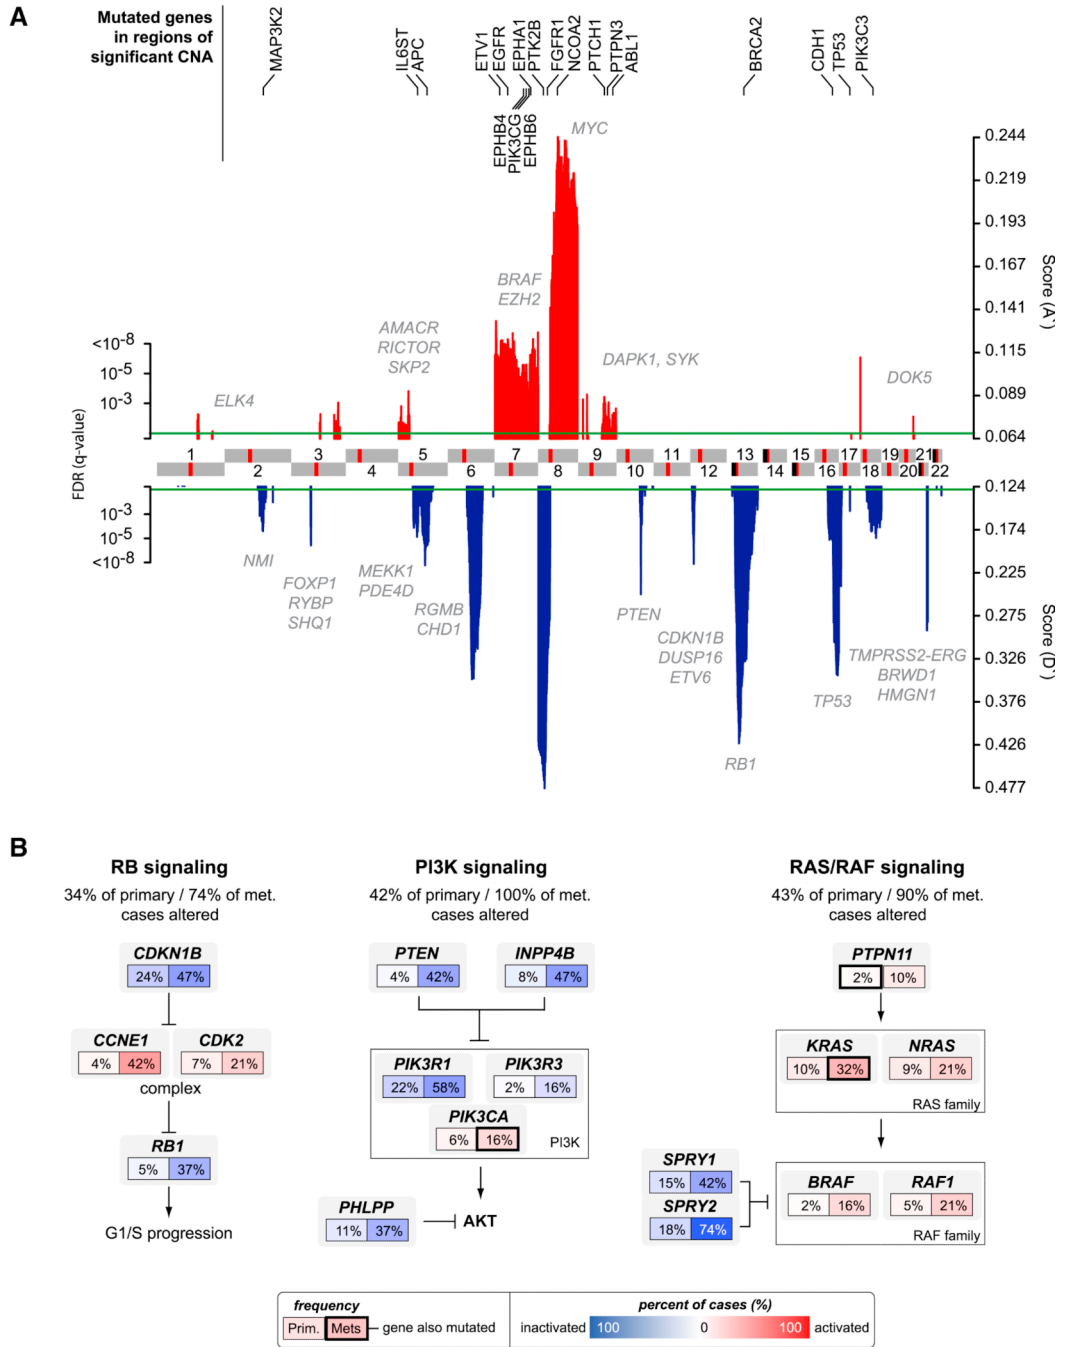 A
Mutated genes
in regions of
significant CNA
MAP3K2
IL6ST
APC
ETV1
EGFR
EPHA1
PTK2B
FGFR1
NCOA2
PTCH1
PTPN3
ABL1
BRCA2
CDH1
TP53
PIK3C3
EPHB4
PIK3CG
EPHB6
MYC
BRAF
EZH2
AMACR
RICTOR
SKP2
DAPK1, SYK
ELK4
DOK5
0.244
0.219
0.193
0.167
0.141
0.115
0.089
0.064
Score (A`)
<10-8
10-5
10-3
FDR (q-value)
1 3 5 7 9 11 13 15 17 19 21
2 4 6 8 10 12 14 16 18 20 22
10-3
10-5
<10-8
0.124
0.174
0.225
0.275
0.326
0.376
0.426
0.477
Score (D`)
NMI
FOXP1
RYBP
SHQ1
MEKK1
PDE4D
RGMB
CHD1
PTEN
CDKN1B
DUSP16
ETV6
RB1
TP53
TMPRSS2-ERG
BRWD1
HMGN1
B
RB signaling
34% of primary / 74% of met.
cases altered
CDKN1B
24% 47%
CCNE1 CDK2
4% 42% 7% 21%
complex
RB1
5% 37%
G1/S progression
PI3K signaling
42% of primary / 100% of met.
cases altered
PTEN INPP4B
4% 42% 8% 47%
PIK3R1 PIK3R3
22% 58% 2% 16%
PIK3CA
6% 16% PI3K
PHLPP
11% 37% AKT
RAS/RAF signaling
43% of primary / 90% of met.
cases altered
PTPN11
2% 10%
KRAS NRAS
10% 32% 9% 21%
RAS family
SPRY1
15% 42%
SPRY2
18% 74%
BRAF RAF1
2% 16% 5% 21%
RAF family
frequency
Prim. Mets gene also mutated
percent of cases (%)
inactivated 100 0 100 activated